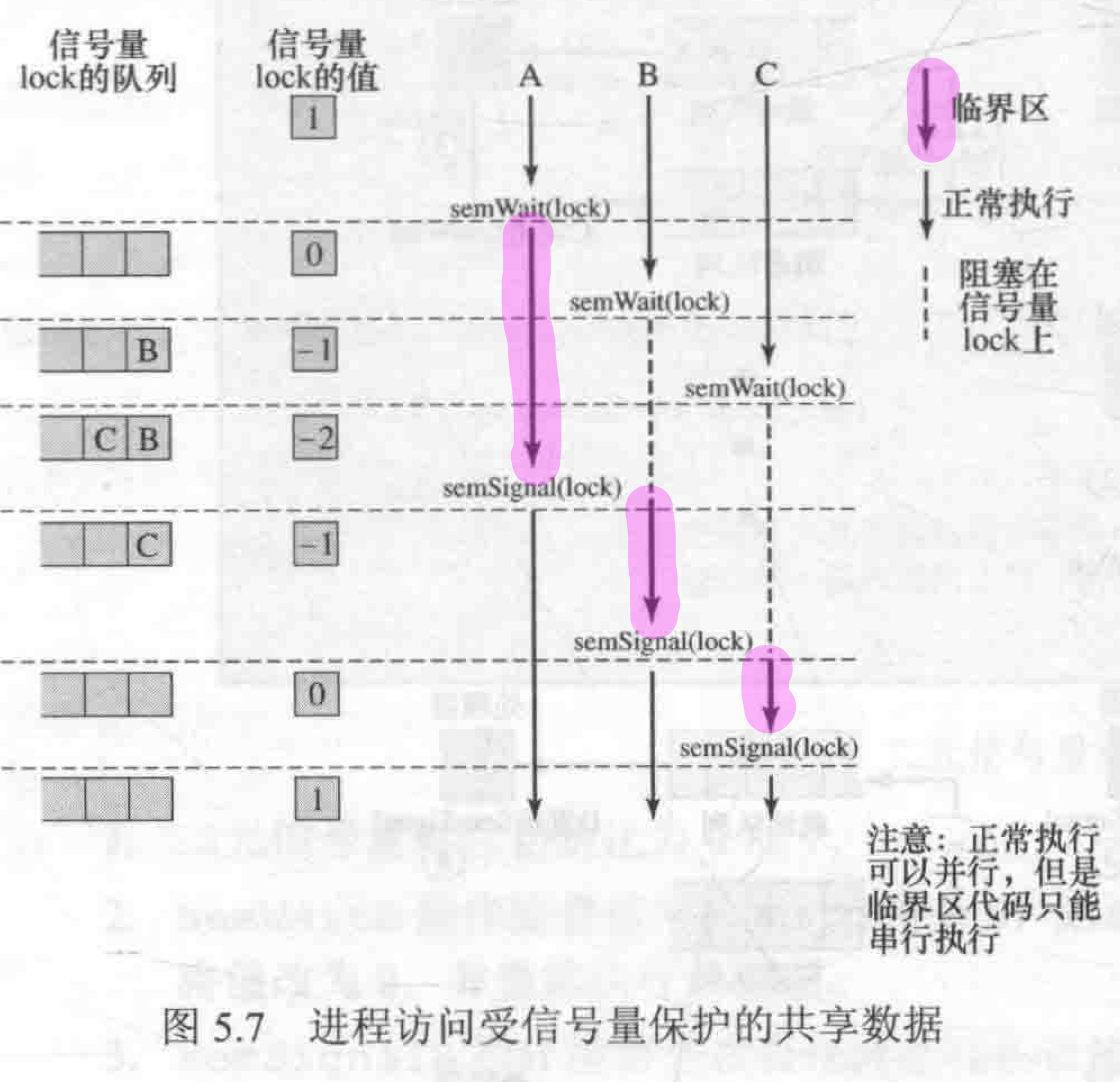 信号量
lock的队列
信号量
lock的值
A
B
C
1
临界区
semWait(lock)
正常执行
0
阻塞在
信号量
lock上
semWait(lock)
B
-1
semWait(lock)
C B
-2
semSignal(lock)
C
-1
semSignal(lock)
0
semSignal(lock)
1
注意：正常执行
可以并行，但是
临界区代码只能
串行执行
图 5.7 进程访问受信号量保护的共享数据